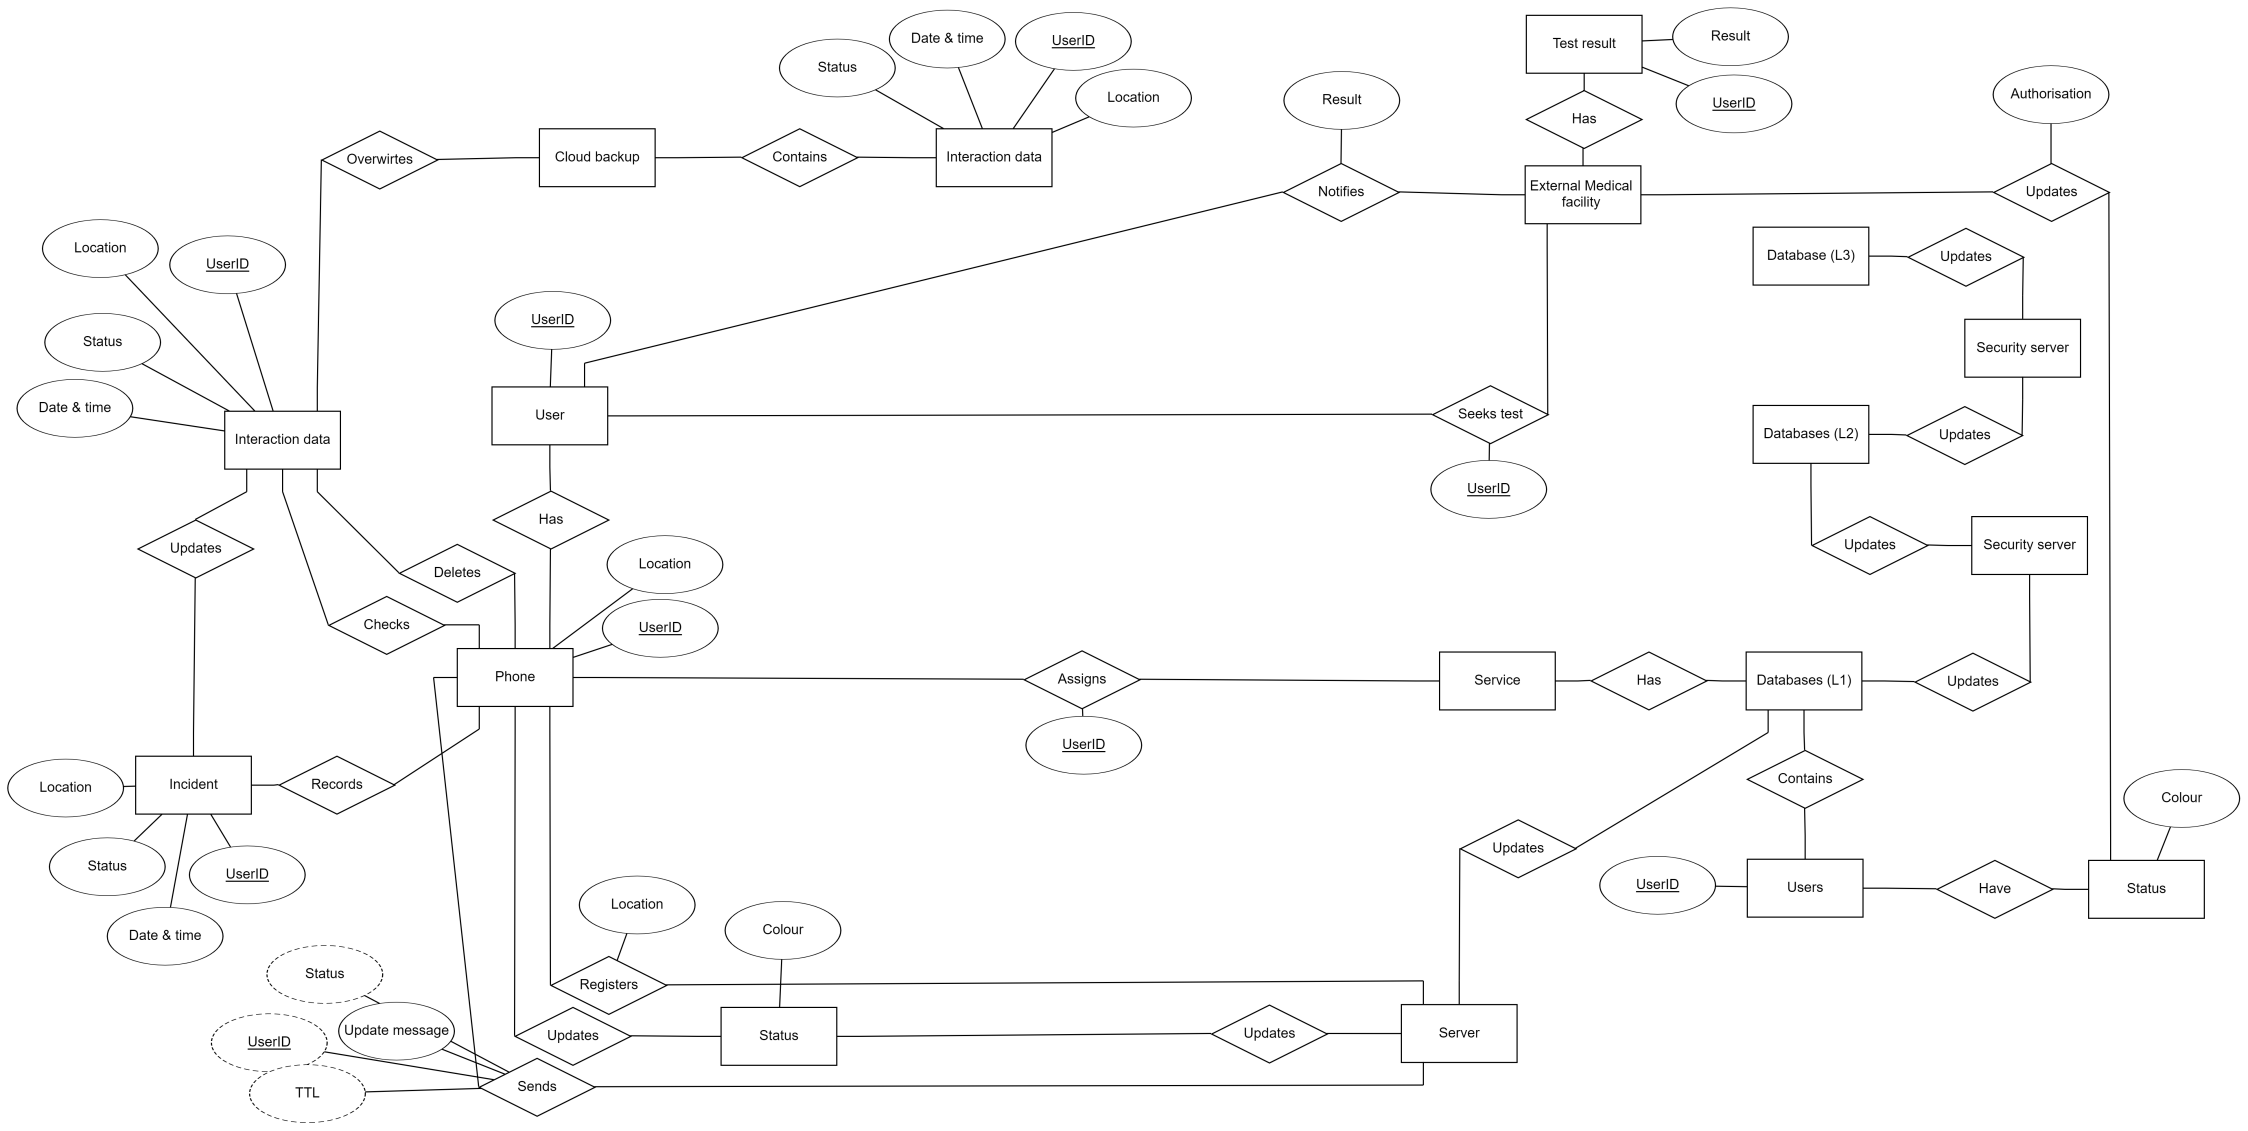 Date & time
UserID
Status
Location
Test result
Result
UserID
Has
Result
Authorisation
Overwirtes
Cloud backup
Contains
Interaction data
Notifies
External Medical
facility
Updates
Location
UserID
Database (L3)
Updates
UserID
Status
Security server
Date & time
Interaction data
User
Seeks test
Databases (L2)
Updates
UserID
Updates
Has
Deletes
Updates
Security server
Location
Checks
UserID
Phone
Assigns
Service
Has
Databases (L1)
Updates
UserID
Location
Incident
Records
Contains
Colour
Status
UserID
Updates
UserID
Users
Have
Status
Date & time
Location
Colour
Status
Registers
Update message
UserID
Updates
Status
Updates
Server
TTL
Sends